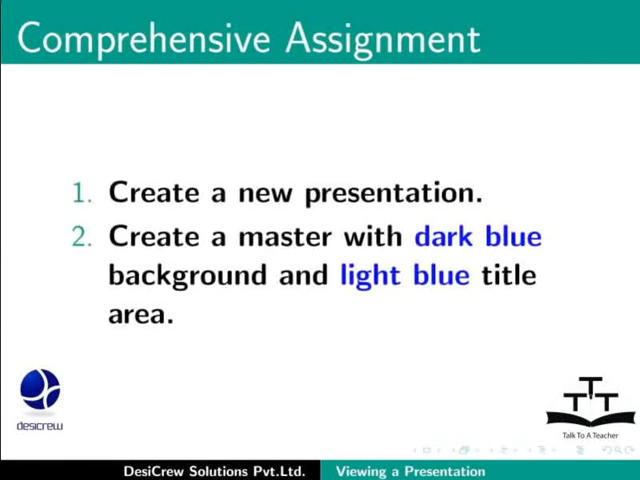 Comprehensive Assignment
1. Create a new presentation.
2. Create a master with dark blue
background and light blue title
area.
desicrew
TTT
Talk To A Teacher
DesiCrew Solutions Pvt.Ltd. Viewing a Presentation